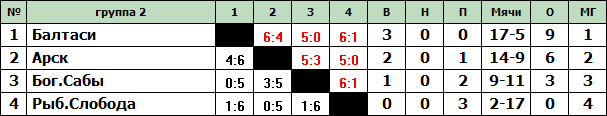 № группа 2 1 2 3 4 В Н П Мячи О МГ
1 Балтаси 6:4 5:0 6:1 3 0 0 17-5 9 1
2 Арск 4:6 5:3 5:0 2 0 1 14-9 6 2
3 Бог.Сабы 0:5 3:5 6:1 1 0 2 9-11 3 3
4 Рыб.Слобода 1:6 0:5 1:6 0 0 3 2-17 0 4